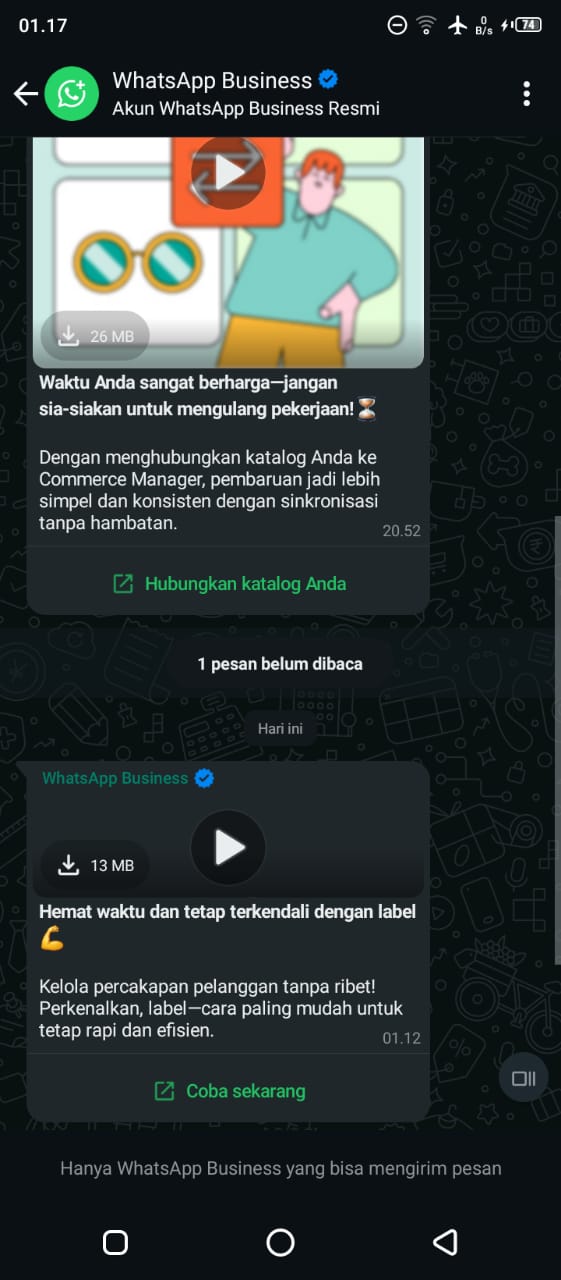 01.17
0
B/s
74
WhatsApp Business
Akun WhatsApp Business Resmi
26 MB
Waktu Anda sangat berharga—jangan
sia-siakan untuk mengulang pekerjaan!⏳
Dengan menghubungkan katalog Anda ke
Commerce Manager, pembaruan jadi lebih
simpel dan konsisten dengan sinkronisasi
tanpa hambatan.
20.52
Hubungkan katalog Anda
1 pesan belum dibaca
Hari ini
WhatsApp Business
13 MB
Hemat waktu dan tetap terkendali dengan label
💪
Kelola percakapan pelanggan tanpa ribet!
Perkenalkan, label—cara paling mudah untuk
tetap rapi dan efisien.
01.12
Coba sekarang
Hanya WhatsApp Business yang bisa mengirim pesan